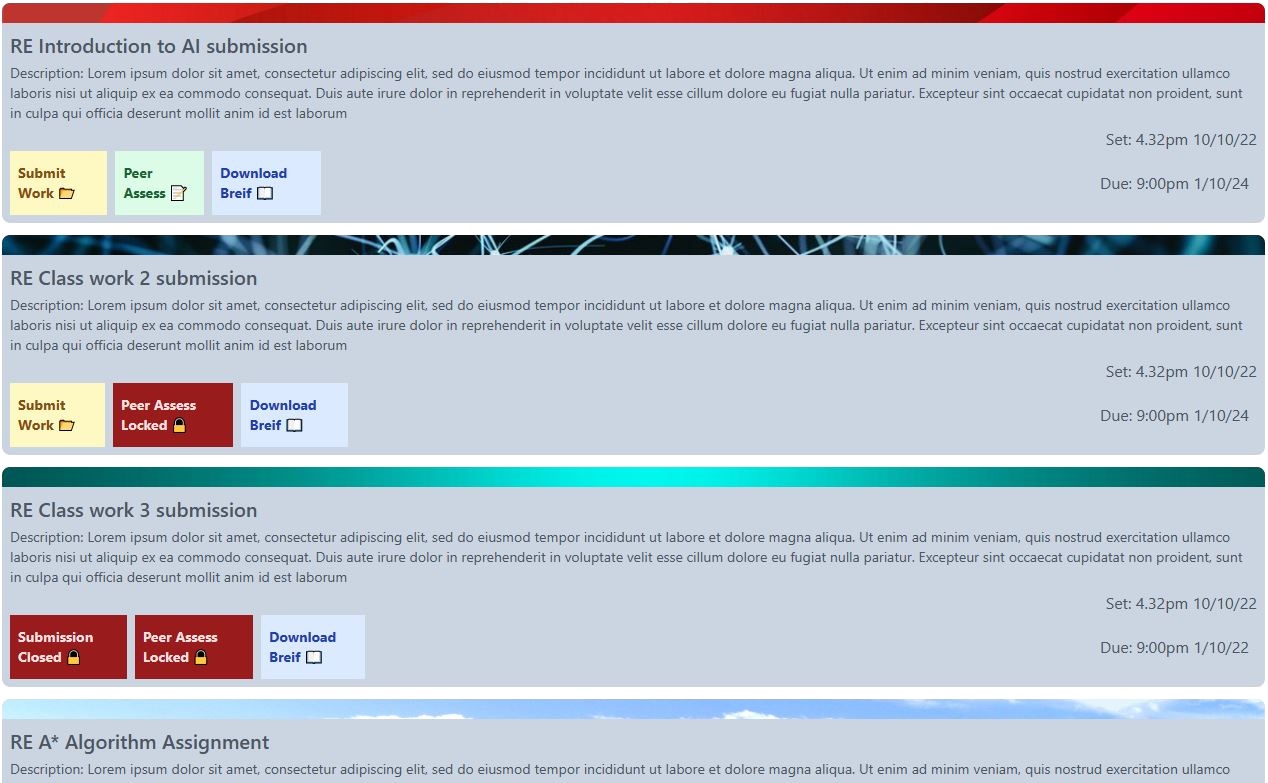 RE Introduction to AI submission
Description: Lorem ipsum dolor sit amet, consectetur adipiscing elit, sed do eiusmod tempor incididunt ut labore et dolore magna aliqua. Ut enim ad minim veniam, quis nostrud exercitation ullamco
laboris nisi ut aliquip ex ea commodo consequat. Duis aute irure dolor in reprehenderit in voluptate velit esse cillum dolore eu fugiat nulla pariatur. Excepteur sint occaecat cupidatat non proident, sunt
in culpa qui officia deserunt mollit anim id est laborum
Set: 4.32pm 10/10/22
Submit
Work
Peer
Assess
Download
Breif
Due: 9:00pm 1/10/24
RE Class work 2 submission
Description: Lorem ipsum dolor sit amet, consectetur adipiscing elit, sed do eiusmod tempor incididunt ut labore et dolore magna aliqua. Ut enim ad minim veniam, quis nostrud exercitation ullamco
laboris nisi ut aliquip ex ea commodo consequat. Duis aute irure dolor in reprehenderit in voluptate velit esse cillum dolore eu fugiat nulla pariatur. Excepteur sint occaecat cupidatat non proident, sunt
in culpa qui officia deserunt mollit anim id est laborum
Set: 4.32pm 10/10/22
Submit
Work
Peer Assess
Locked
Download
Breif
Due: 9:00pm 1/10/24
RE Class work 3 submission
Description: Lorem ipsum dolor sit amet, consectetur adipiscing elit, sed do eiusmod tempor incididunt ut labore et dolore magna aliqua. Ut enim ad minim veniam, quis nostrud exercitation ullamco
laboris nisi ut aliquip ex ea commodo consequat. Duis aute irure dolor in reprehenderit in voluptate velit esse cillum dolore eu fugiat nulla pariatur. Excepteur sint occaecat cupidatat non proident, sunt
in culpa qui officia deserunt mollit anim id est laborum
Set: 4.32pm 10/10/22
Submission
Closed
Peer Assess
Locked
Download
Breif
Due: 9:00pm 1/10/22
RE A* Algorithm Assignment
Description: Lorem ipsum dolor sit amet, consectetur adipiscing elit, sed do eiusmod tempor incididunt ut labore et dolore magna aliqua. Ut enim ad minim veniam, quis nostrud exercitation ullamco